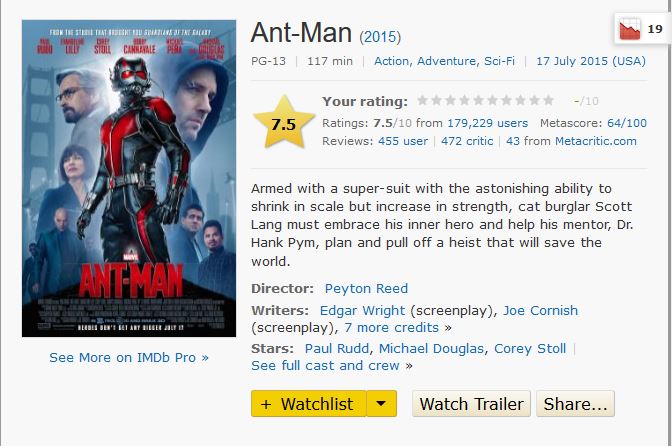 FROM THE STUDIO THAT BROUGHT YOU GUARDIANS OF THE GALAXY
PAUL RUDD EVANGELINE LILLY COREY STOLL BOBBY CANNAVALE MICHAEL PEÑA MICHAEL DOUGLAS
MARVEL
ANT-MAN
HEROES DON'T GET ANY BIGGER JULY 17
See More on IMDb Pro »
Ant-Man (2015)
19
PG-13 | 117 min | Action, Adventure, Sci-Fi | 17 July 2015 (USA)
7.5
Your rating: -/10
Ratings: 7.5/10 from 179,229 users Metascore: 64/100
Reviews: 455 user | 472 critic | 43 from Metacritic.com
Armed with a super-suit with the astonishing ability to
shrink in scale but increase in strength, cat burglar Scott
Lang must embrace his inner hero and help his mentor, Dr.
Hank Pym, plan and pull off a heist that will save the
world.
Director: Peyton Reed
Writers: Edgar Wright (screenplay), Joe Cornish
(screenplay), 7 more credits »
Stars: Paul Rudd, Michael Douglas, Corey Stoll |
See full cast and crew »
+ Watchlist
Watch Trailer
Share...